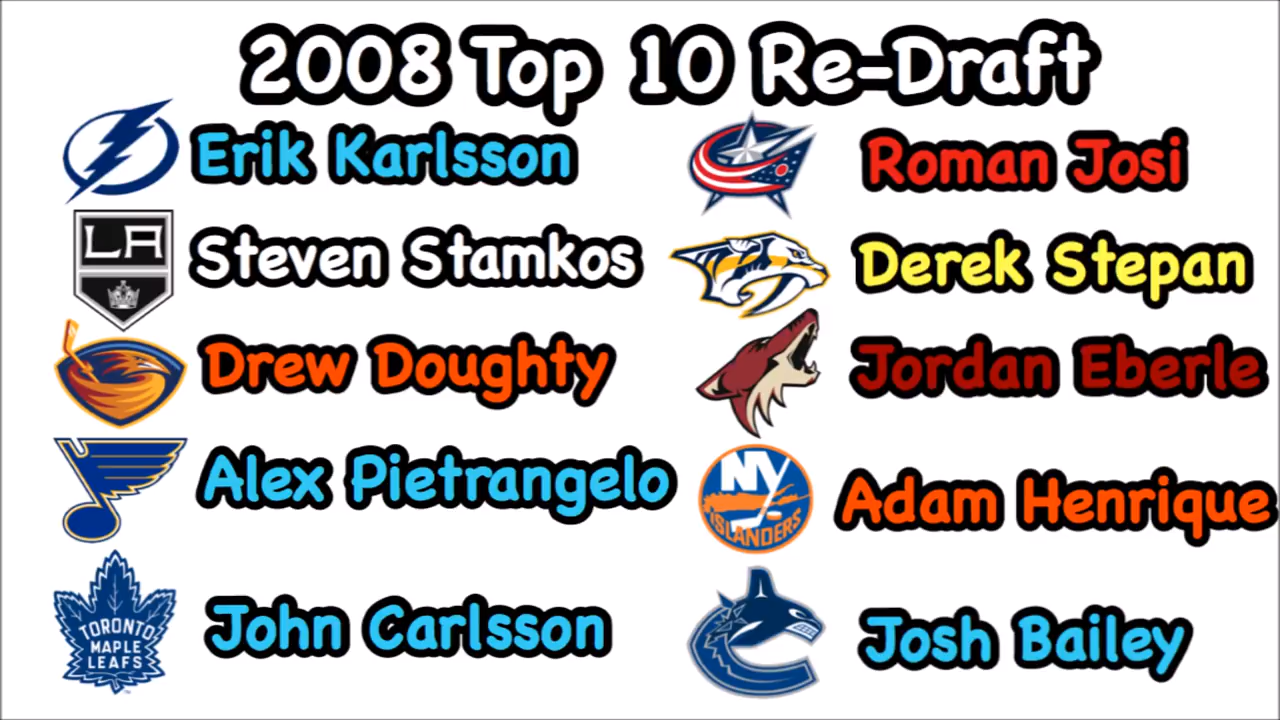 2008 Top 10 Re-Draft
Erik Karlsson
LA
Steven Stamkos
Drew Doughty
Alex Pietrangelo
TORONTO
MAPLE
LEAFS
John Carlsson
Roman Josi
Derek Stepan
Jordan Eberle
NY
ISLANDERS
Adam Henrique
Josh Bailey